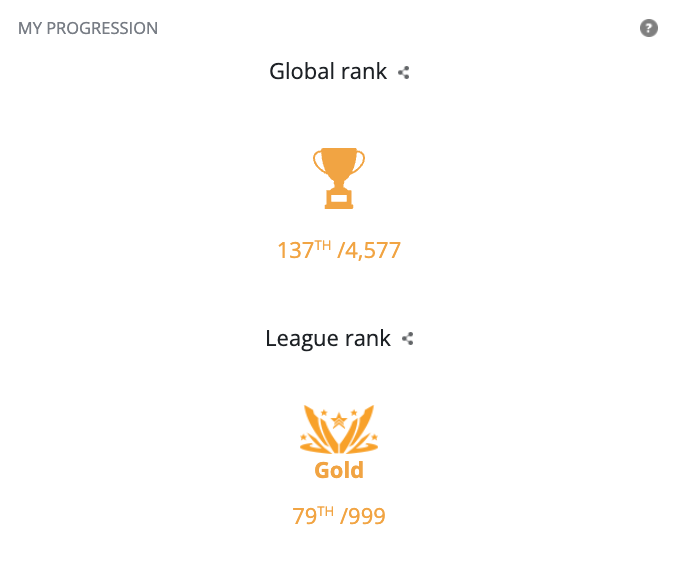 MY PROGRESSION
?
Global rank
137TH /4,577
League rank
Gold
79TH /999